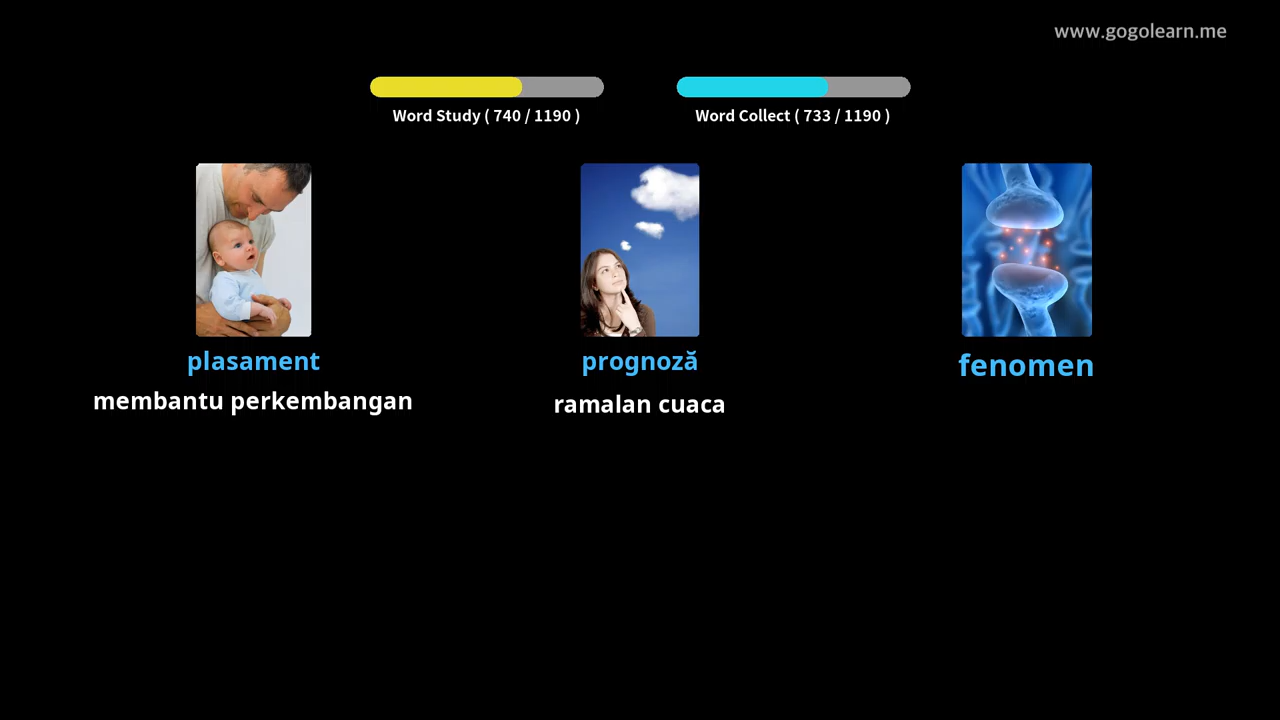 www.gogolearn.me
Word Study ( 740 / 1190 )
Word Collect ( 733 / 1190 )
plasament
prognoză
fenomen
membantu perkembangan
ramalan cuaca